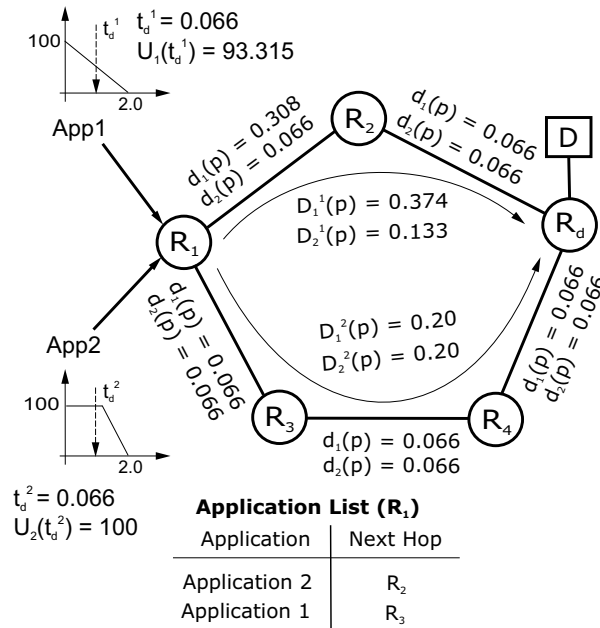 t_d^1
t_d^1 = 0.066
U_1(t_d^1) = 93.315
100
2.0
App1
d_1(p) = 0.308
d_2(p) = 0.066
R_2
d_1(p) = 0.066
d_2(p) = 0.066
D
R_1
D_1^1(p) = 0.374
D_2^1(p) = 0.133
R_d
d_1(p) = 0.066
d_2(p) = 0.066
D_1^2(p) = 0.20
D_2^2(p) = 0.20
d_1(p) = 0.066
d_2(p) = 0.066
App2
t_d^2
100
2.0
R_3
R_4
d_1(p) = 0.066
d_2(p) = 0.066
t_d^2 = 0.066
U_2(t_d^2) = 100
Application List (R_1)
Application Next Hop
Application 2 R_2
Application 1 R_3